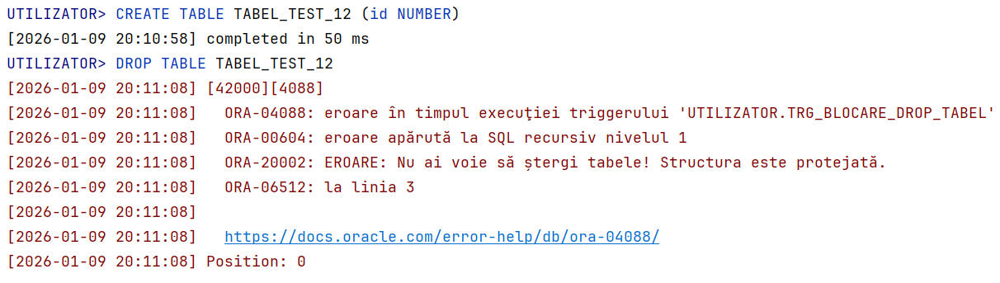 UTILIZATOR> CREATE TABLE TABEL_TEST_12 (id NUMBER)
[2026-01-09 20:10:58] completed in 50 ms
UTILIZATOR> DROP TABLE TABEL_TEST_12
[2026-01-09 20:11:08] [42000][4088]
[2026-01-09 20:11:08]   ORA-04088: eroare în timpul execuţiei triggerului 'UTILIZATOR.TRG_BLOCARE_DROP_TABEL'
[2026-01-09 20:11:08]   ORA-00604: eroare apărută la SQL recursiv nivelul 1
[2026-01-09 20:11:08]   ORA-20002: EROARE: Nu ai voie să ștergi tabele! Structura este protejată.
[2026-01-09 20:11:08]   ORA-06512: la linia 3
[2026-01-09 20:11:08]
[2026-01-09 20:11:08]   https://docs.oracle.com/error-help/db/ora-04088/
[2026-01-09 20:11:08] Position: 0